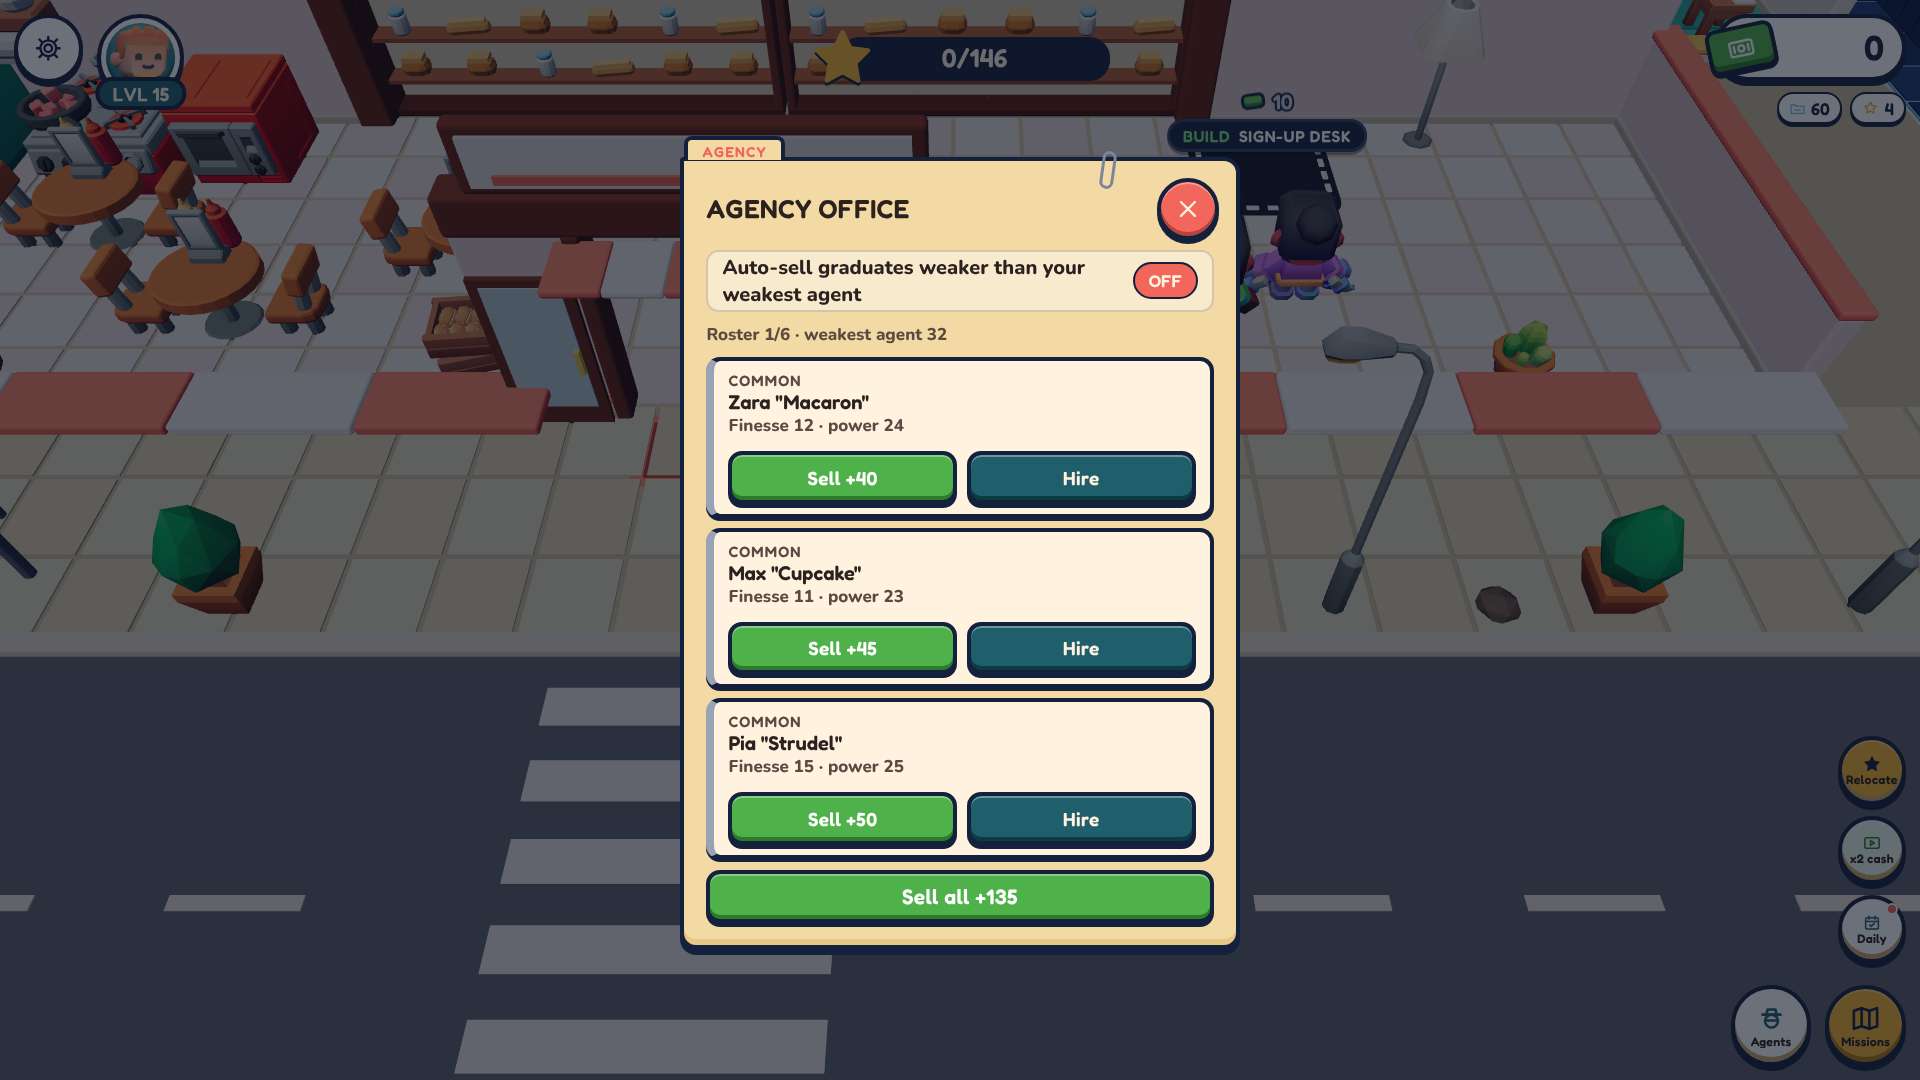 LVL 15
0/146
0
60
4
10
BUILD SIGN-UP DESK
AGENCY
AGENCY OFFICE
Auto-sell graduates weaker than your
weakest agent
OFF
Roster 1/6 · weakest agent 32
COMMON
Zara "Macaron"
Finesse 12 · power 24
Sell +40
Hire
COMMON
Max "Cupcake"
Finesse 11 · power 23
Sell +45
Hire
COMMON
Pia "Strudel"
Finesse 15 · power 25
Sell +50
Hire
Sell all +135
Relocate
x2 cash
Daily
Agents
Missions